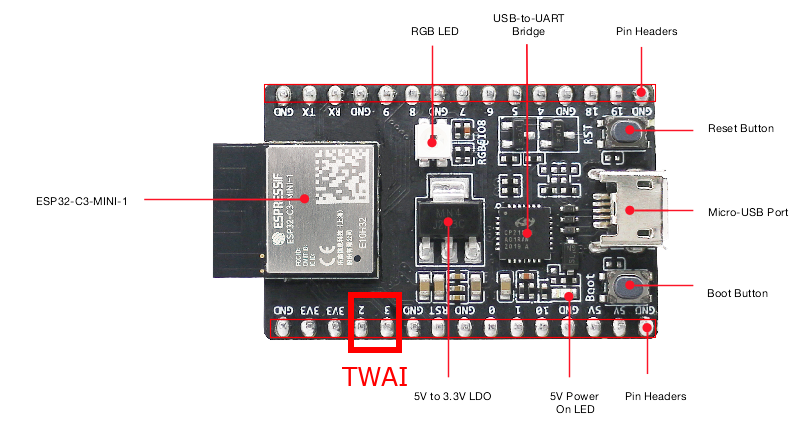 USB-to-UART
Bridge
RGB LED
Pin Headers
GND TX RX GND 9 8 GND 7 6 5 4 GND 18 19 GND
RGB@IO8
RST
Reset Button
ESP32-C3-MINI-1
ESPRESSIF
ESP32-C3-MINI-1
Micro-USB Port
Boot
Boot Button
GND 3V3 3V3 2 3 GND RST GND 0 1 10 GND 5V 5V GND
TWAI
5V to 3.3V LDO
5V Power
On LED
Pin Headers